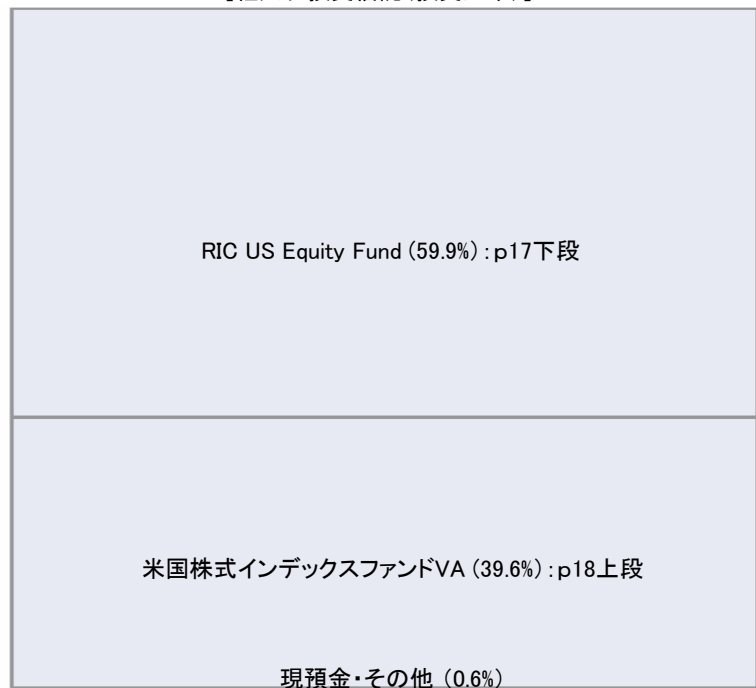 RIC US Equity Fund (59.9%) : p17下段
米国株式インデックスファンドVA (39.6%) : p18上段
現預金・その他 (0.6%)